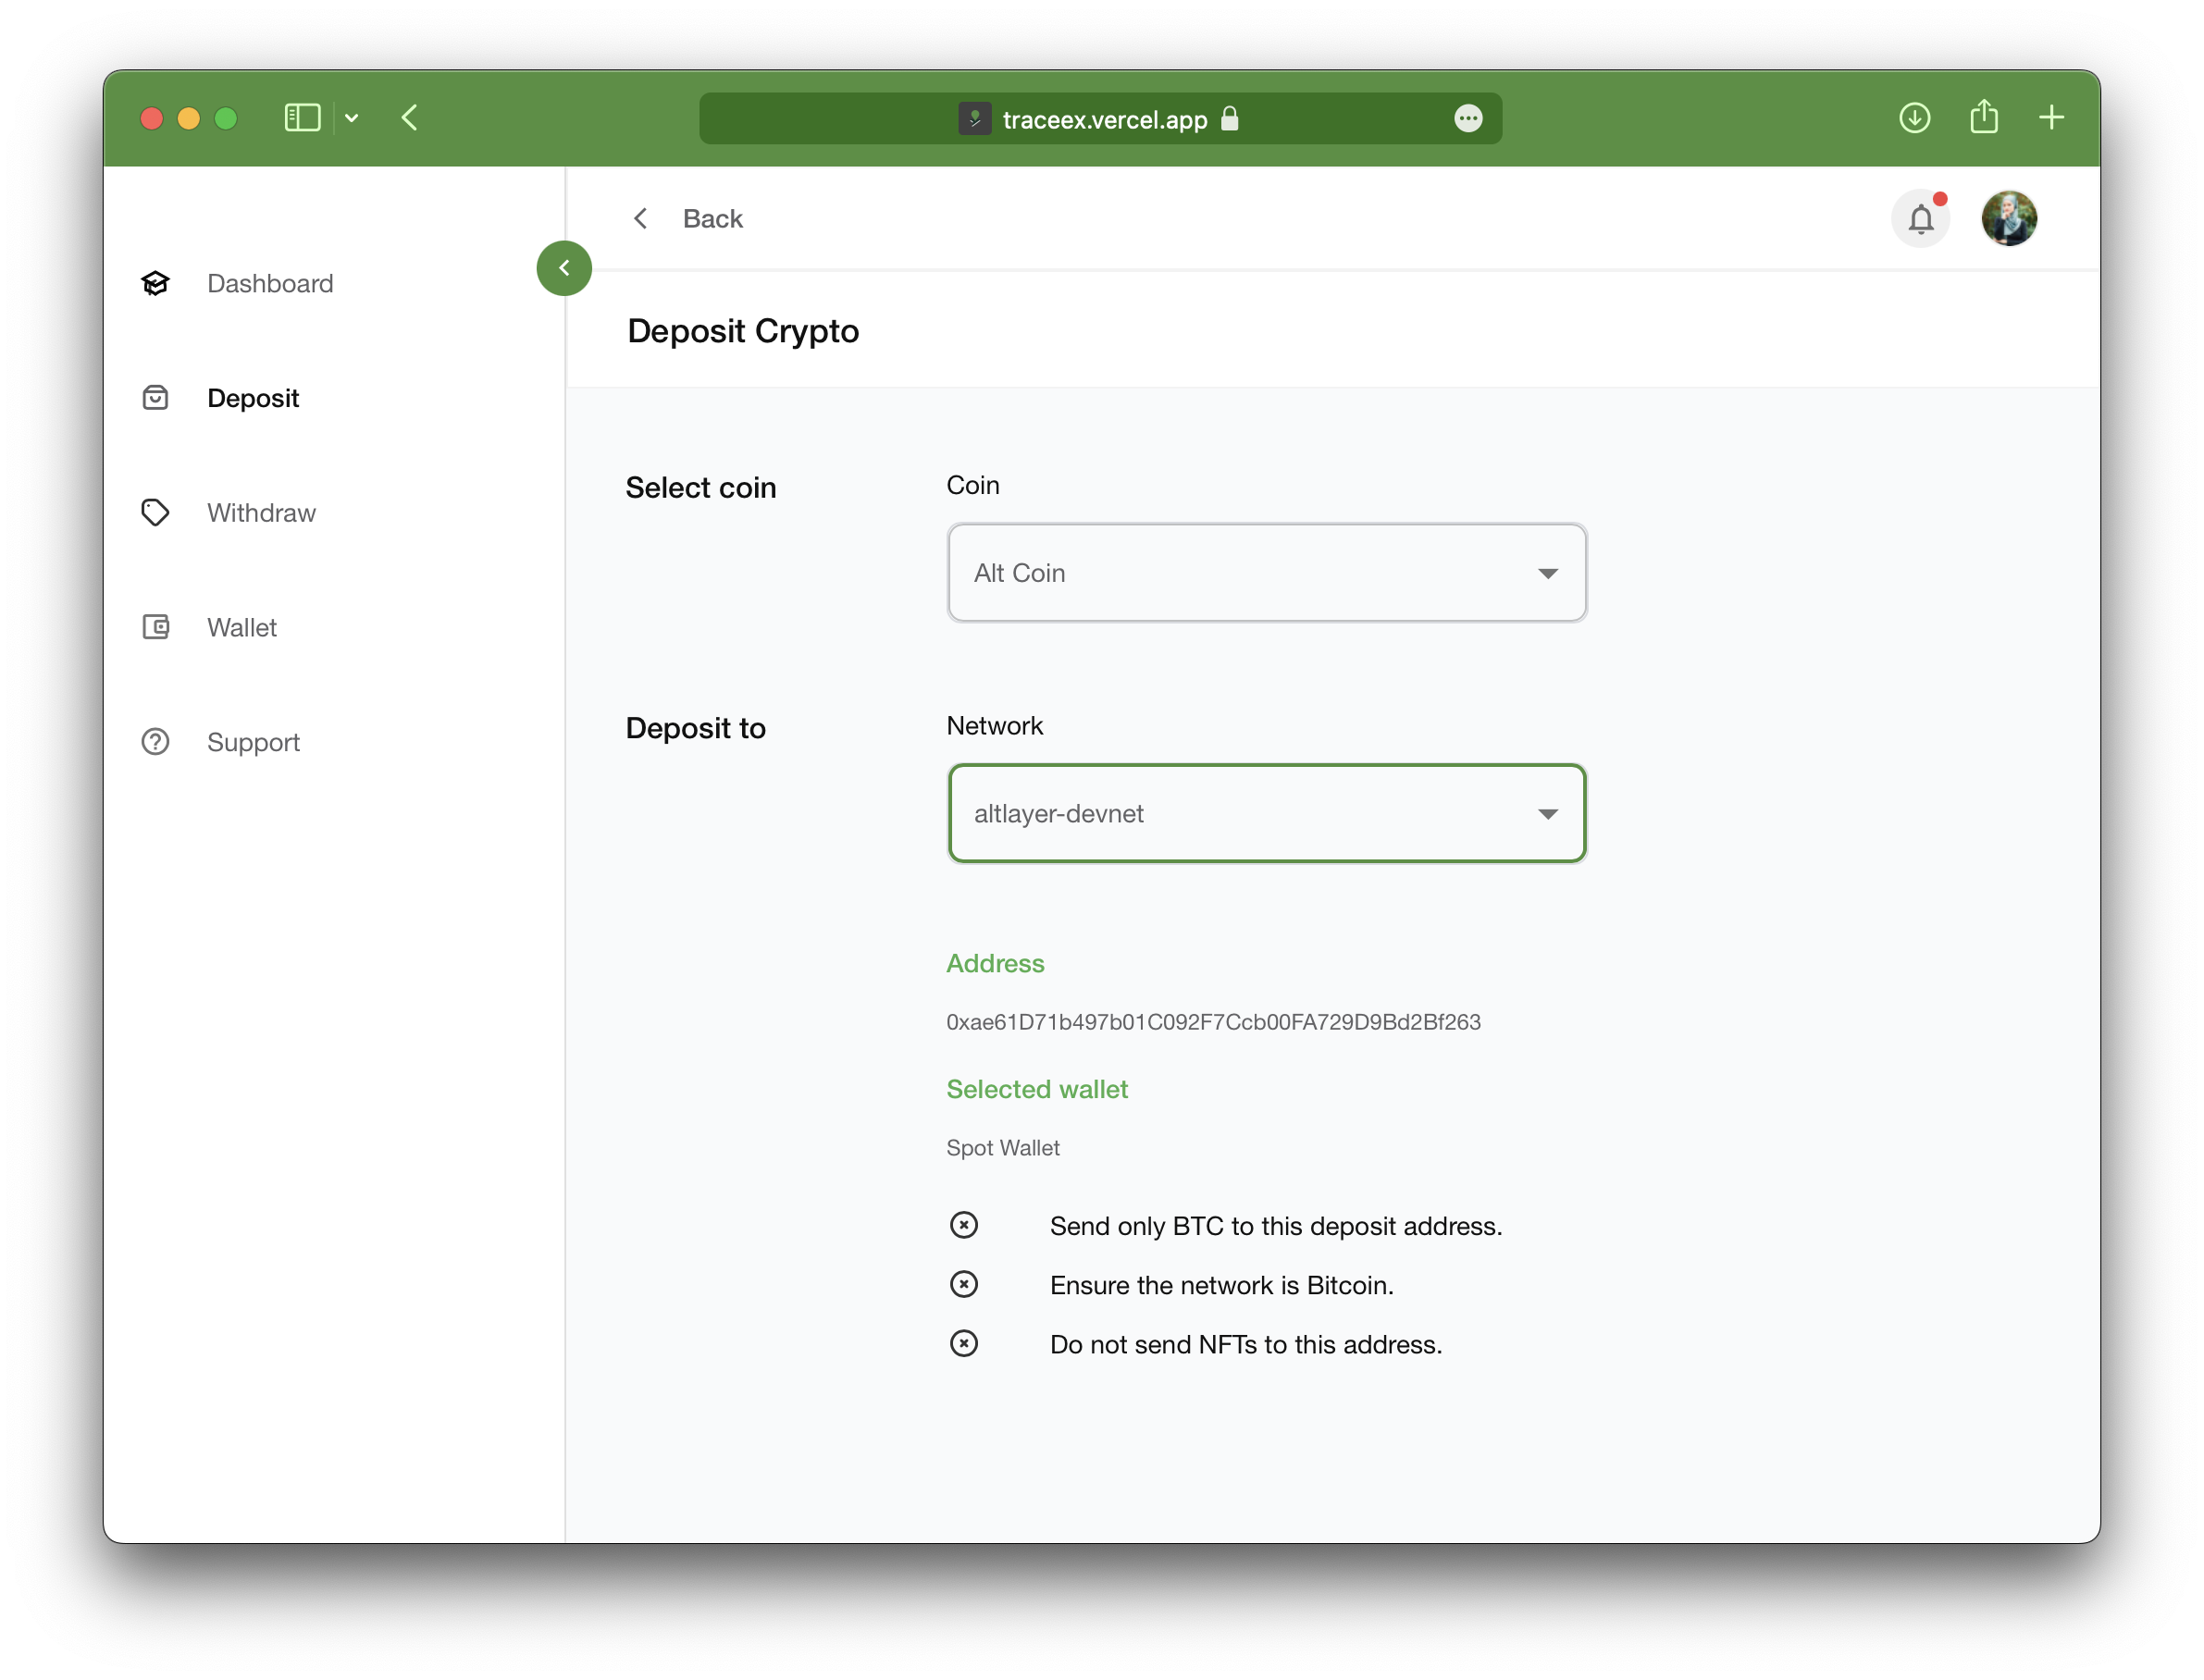 traceex.vercel.app
Dashboard
Deposit
Withdraw
Wallet
Support
Back
Deposit Crypto
Select coin
Coin
Alt Coin
Deposit to
Network
altlayer-devnet
Address
0xae61D71b497b01C092F7Ccb00FA729D9Bd2Bf263
Selected wallet
Spot Wallet
Send only BTC to this deposit address.
Ensure the network is Bitcoin.
Do not send NFTs to this address.